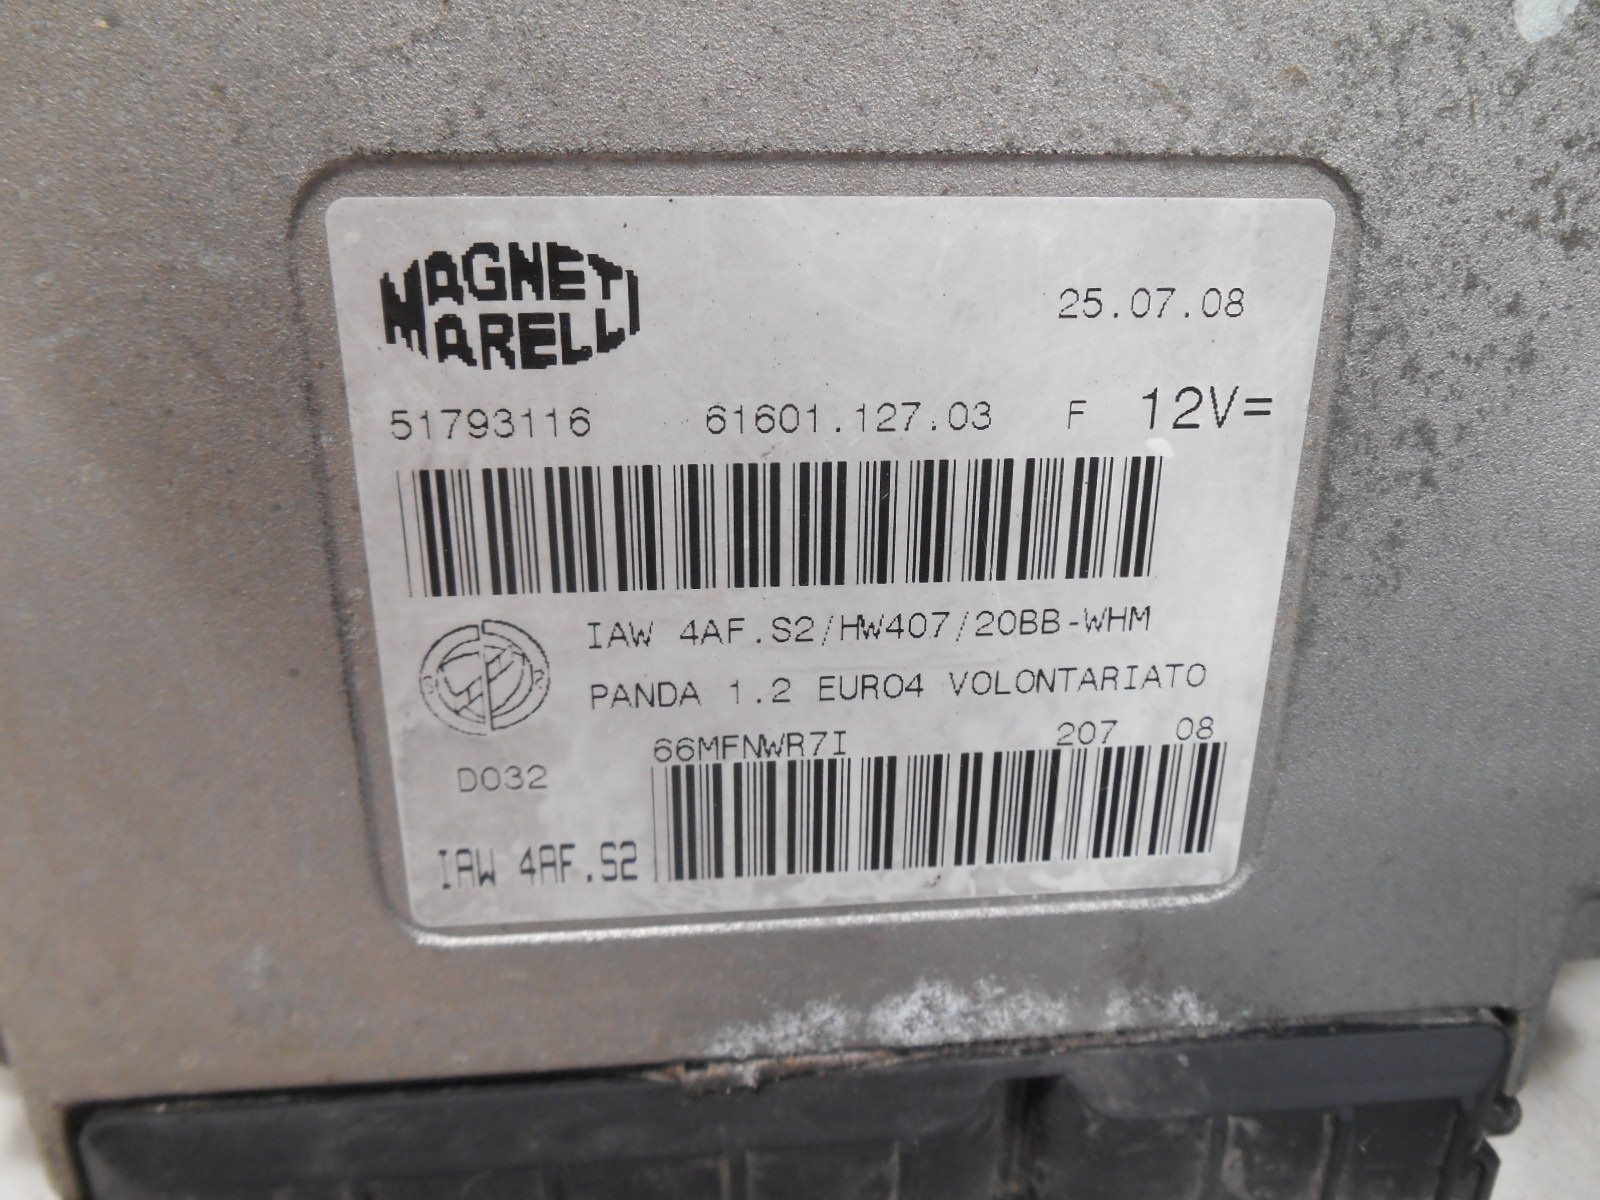 MAGNETI
MARELLI
25.07.08
51793116 61601.127.03 F 12V=
IAW 4AF.S2/HW407/20BB-WHM
PANDA 1.2 EURO4 VOLONTARIATO
66MFNWR7I 207 08
D032
IAW 4AF.S2